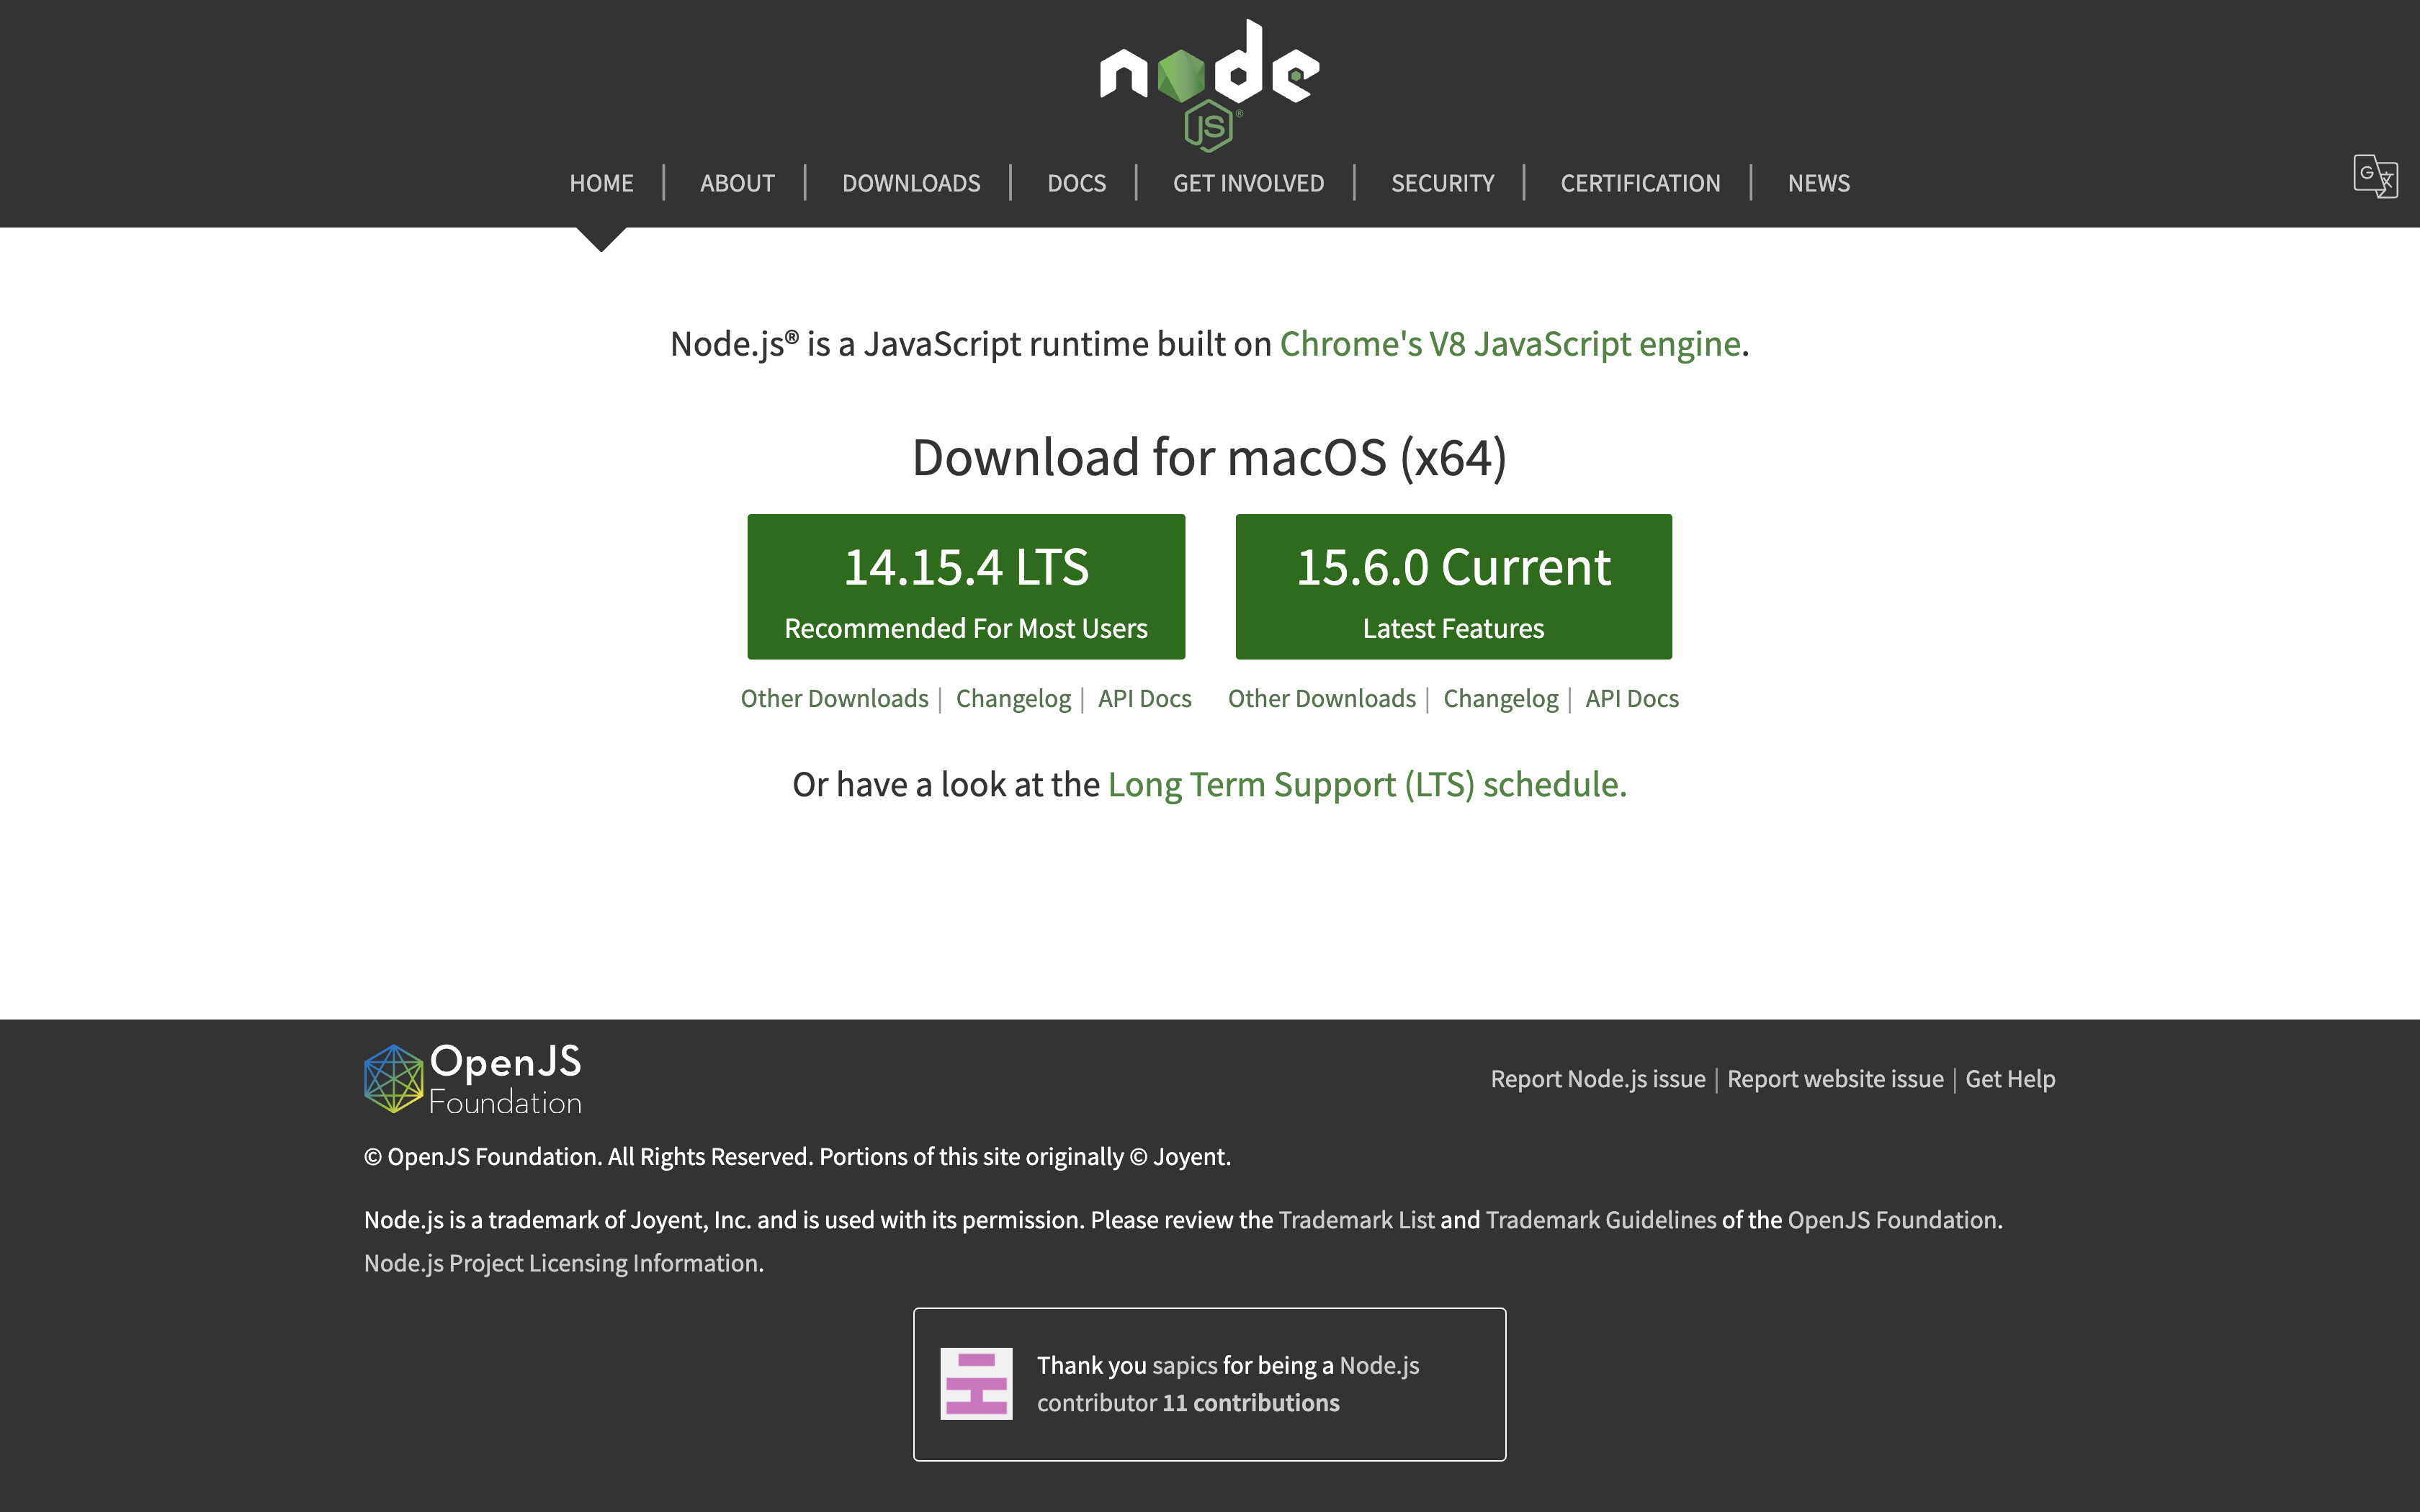 node
JS ®
HOME | ABOUT | DOWNLOADS | DOCS | GET INVOLVED | SECURITY | CERTIFICATION | NEWS
Node.js® is a JavaScript runtime built on Chrome's V8 JavaScript engine.
Download for macOS (x64)
14.15.4 LTS
Recommended For Most Users
15.6.0 Current
Latest Features
Other Downloads | Changelog | API Docs
Other Downloads | Changelog | API Docs
Or have a look at the Long Term Support (LTS) schedule.
OpenJS
Foundation
Report Node.js issue | Report website issue | Get Help
© OpenJS Foundation. All Rights Reserved. Portions of this site originally © Joyent.
Node.js is a trademark of Joyent, Inc. and is used with its permission. Please review the Trademark List and Trademark Guidelines of the OpenJS Foundation.
Node.js Project Licensing Information.
Thank you sapics for being a Node.js
contributor 11 contributions